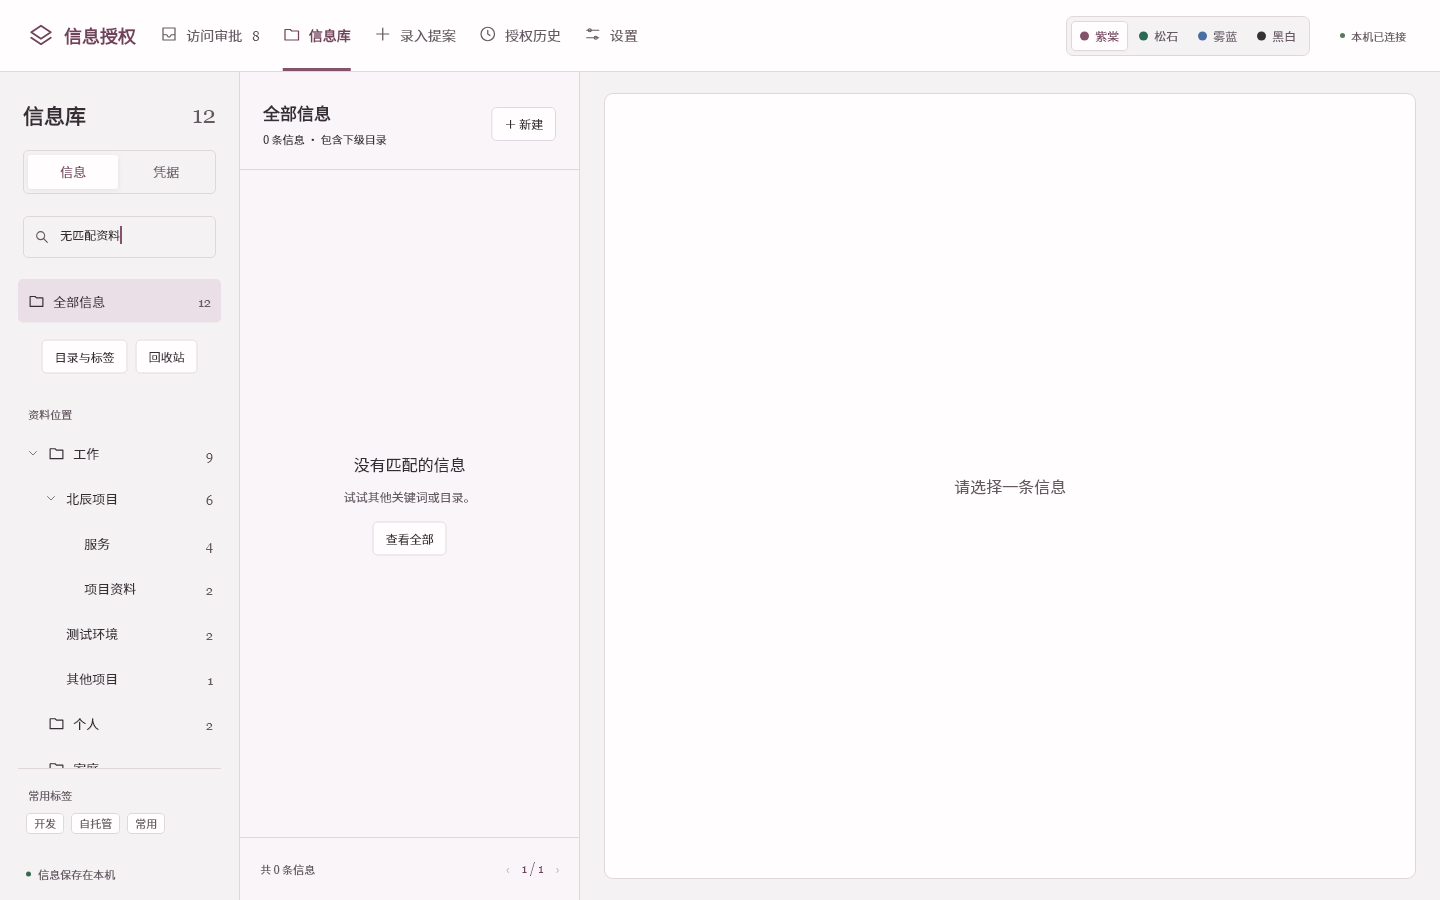 信息授权
访问审批 8
信息库
录入提案
授权历史
设置
紫棠
松石
雾蓝
黑白
本机已连接
信息库 12
信息
凭据
无匹配资料
全部信息 12
目录与标签
回收站
资料位置
工作 9
北辰项目 6
服务 4
项目资料 2
测试环境 2
其他项目 1
个人 2
家庭
常用标签
开发
自托管
常用
信息保存在本机
全部信息
0 条信息 · 包含下级目录
+ 新建
没有匹配的信息
试试其他关键词或目录。
查看全部
共 0 条信息
‹ 1 / 1 ›
请选择一条信息